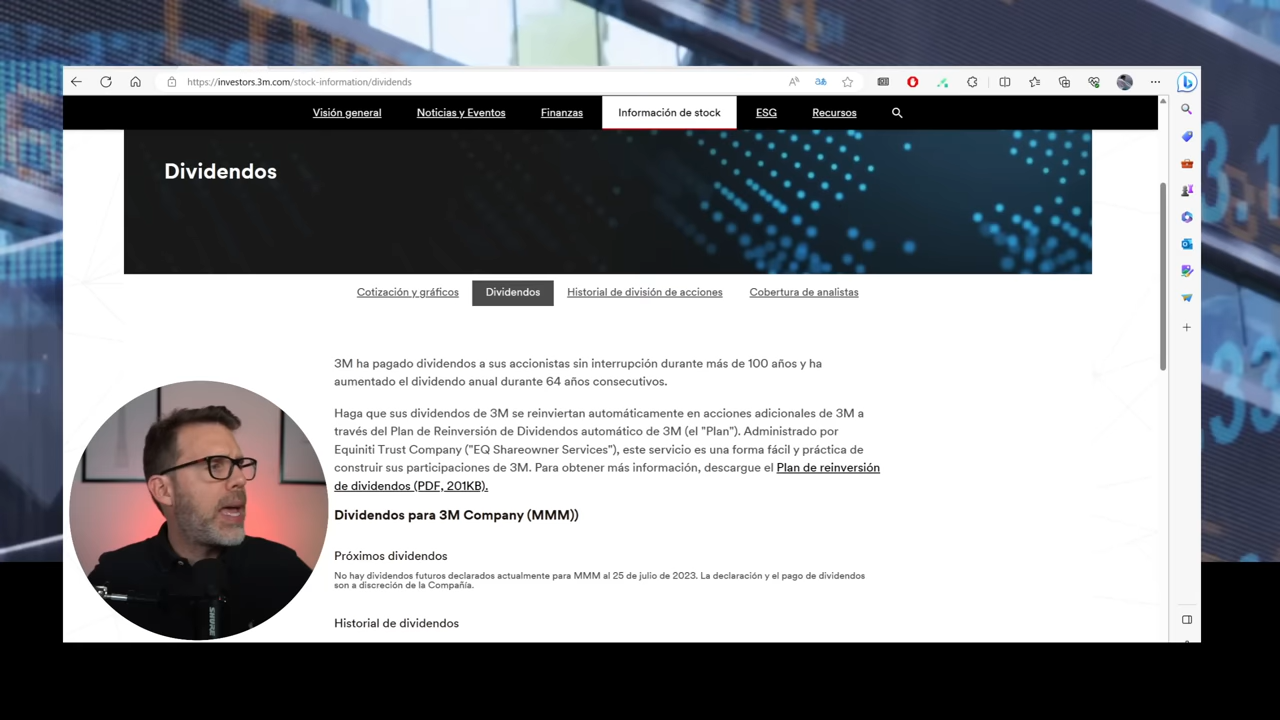 https://investors.3m.com/stock-information/dividends
Visión general
Noticias y Eventos
Finanzas
Información de stock
ESG
Recursos
Dividendos
Cotización y gráficos
Dividendos
Historial de división de acciones
Cobertura de analistas
3M ha pagado dividendos a sus accionistas sin interrupción durante más de 100 años y ha
aumentado el dividendo anual durante 64 años consecutivos.
Haga que sus dividendos de 3M se reinviertan automáticamente en acciones adicionales de 3M a
través del Plan de Reinversión de Dividendos automático de 3M (el "Plan"). Administrado por
Equiniti Trust Company ("EQ Shareowner Services"), este servicio es una forma fácil y práctica de
construir sus participaciones de 3M. Para obtener más información, descargue el Plan de reinversión
de dividendos (PDF, 201KB).
Dividendos para 3M Company (MMM))
Próximos dividendos
No hay dividendos futuros declarados actualmente para MMM al 25 de julio de 2023. La declaración y el pago de dividendos
son a discreción de la Compañía.
Historial de dividendos
SHURE
3.1
33